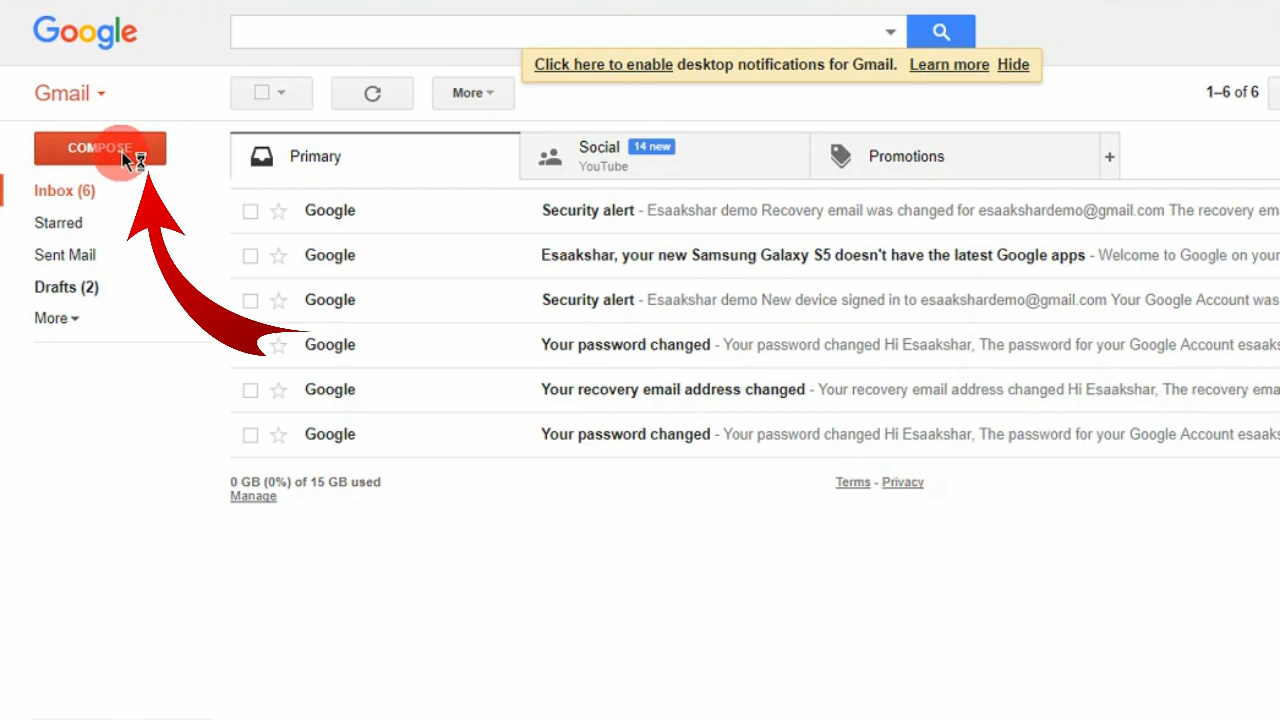 Google
Click here to enable desktop notifications for Gmail. Learn more Hide
Gmail
More
1–6 of 6
COMPOSE
Primary
Social 14 new
YouTube
Promotions
+
Inbox (6)
Starred
Sent Mail
Drafts (2)
More
Google Security alert - Esaakshar demo Recovery email was changed for esaakshardemo@gmail.com The recovery em
Google Esaakshar, your new Samsung Galaxy S5 doesn't have the latest Google apps - Welcome to Google on your
Google Security alert - Esaakshar demo New device signed in to esaakshardemo@gmail.com Your Google Account was
Google Your password changed - Your password changed Hi Esaakshar, The password for your Google Account esaaks
Google Your recovery email address changed - Your recovery email address changed Hi Esaakshar, The recovery ema
Google Your password changed - Your password changed Hi Esaakshar, The password for your Google Account esaaks
0 GB (0%) of 15 GB used
Manage
Terms - Privacy